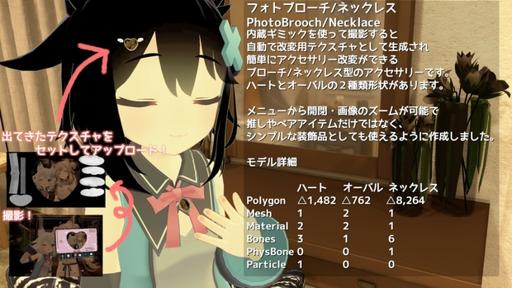 フォトブローチ/ネックレス
PhotoBrooch/Necklace
内蔵ギミックを使って撮影すると
自動で改変用テクスチャとして生成され
簡単にアクセサリー改変ができる
ブローチ/ネックレス型のアクセサリーです。
ハートとオーバルの２種類形状があります。
メニューから開閉・画像のズームが可能で
推しやペアアイテムだけではなく、
シンプルな装飾品としても使えるように作成しました。
モデル詳細
ハート オーバル ネックレス
Polygon △1,482 △762 △8,264
Mesh 1 2 1
Material 2 2 1
Bones 3 1 6
PhysBone 0 0 1
Particle 1 0 0
出てきたテクスチャを
セットしてアップロード！
撮影！